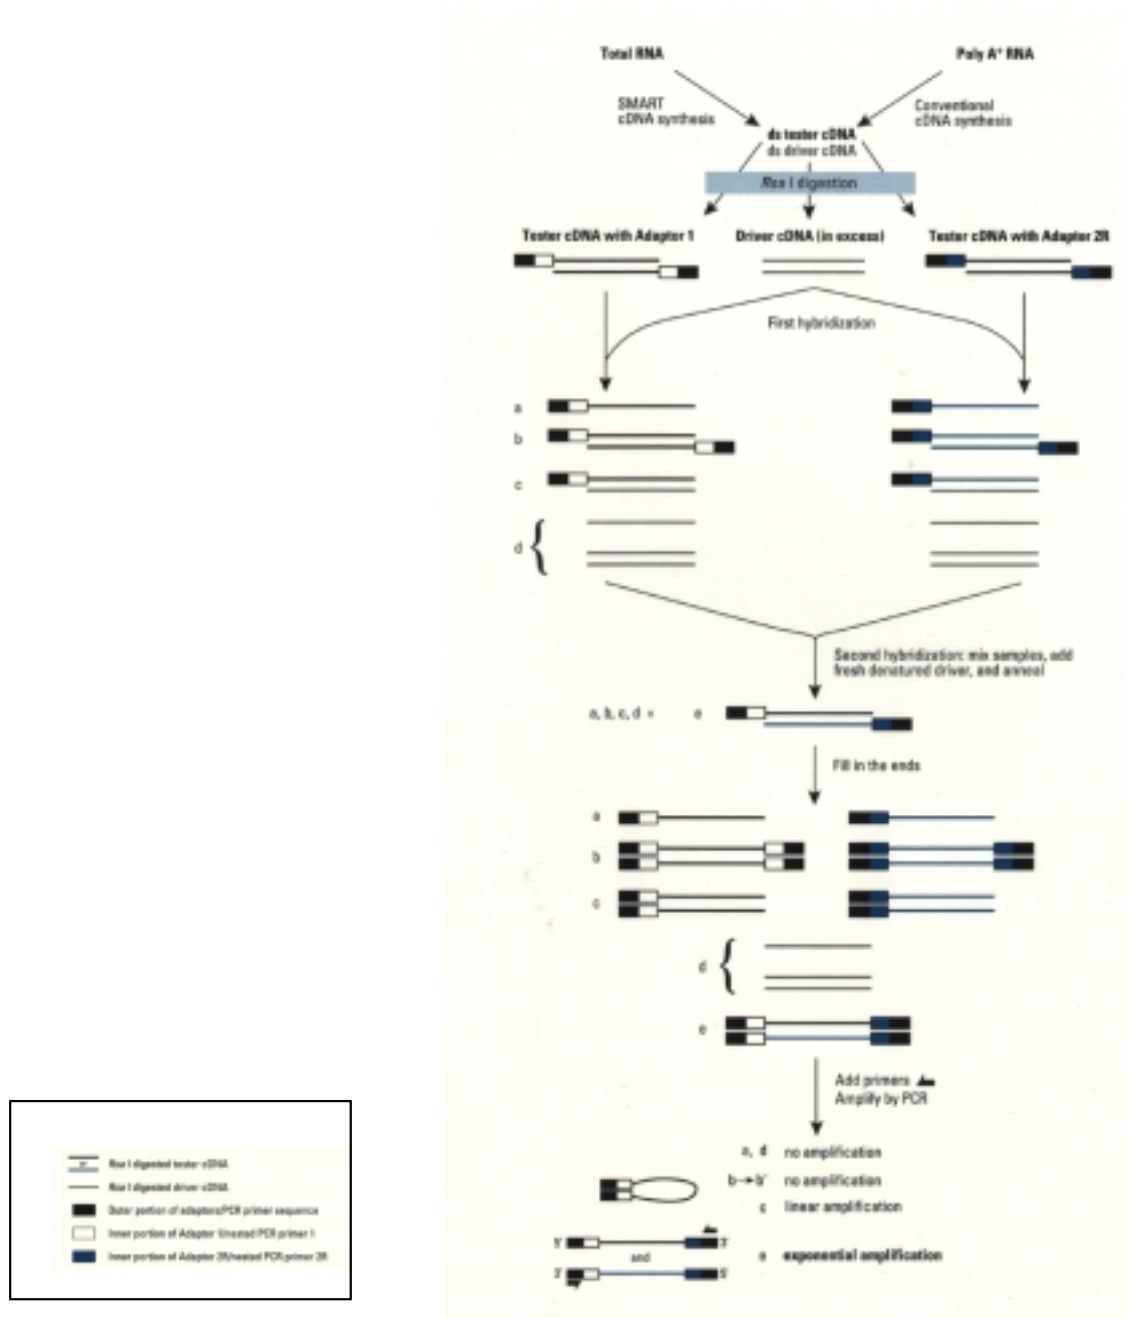 Total RNA
Poly A⁺ RNA
SMART
cDNA synthesis
Conventional
cDNA synthesis
ds tester cDNA
ds driver cDNA
Rsa I digestion
Tester cDNA with Adaptor 1
Driver cDNA (in excess)
Tester cDNA with Adaptor 2R
First hybridization
a
b
c
d {
Second hybridization: mix samples, add
fresh denatured driver, and anneal
a, b, c, d + e
Fill in the ends
a
b
c
d {
e
Add primers
Amplify by PCR
a, d no amplification
b→b' no amplification
c linear amplification
5' 3'
and
e exponential amplification
3' 5'
or
Rsa I digested tester cDNA
Rsa I digested driver cDNA
Outer portion of adaptors/PCR primer sequence
Inner portion of Adaptor 1/nested PCR primer 1
Inner portion of Adaptor 2R/nested PCR primer 2R